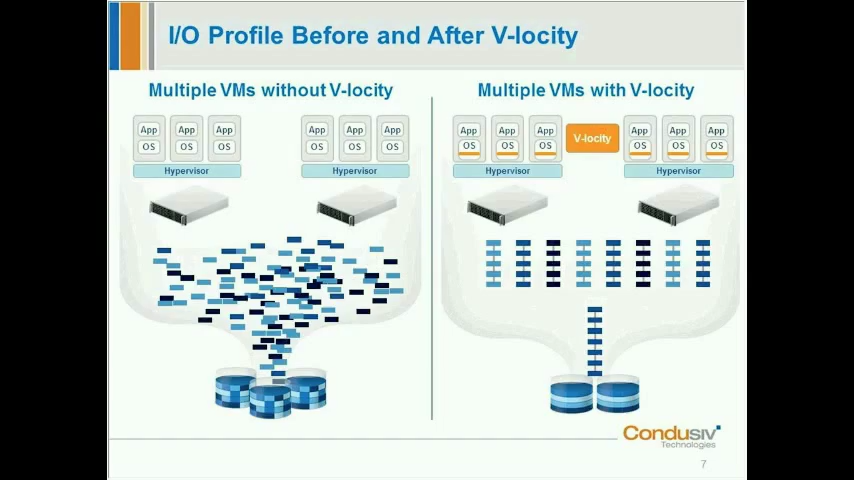 I/O Profile Before and After V-locity
Multiple VMs without V-locity
App App App App App App
OS OS OS OS OS OS
Hypervisor Hypervisor
Multiple VMs with V-locity
App App App V-locity App App App
OS OS OS OS OS OS
Hypervisor Hypervisor
Condusiv
Technologies
7